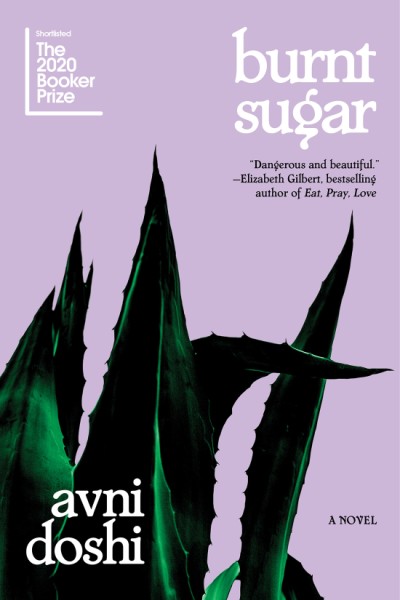 Shortlisted
The
2020
Booker
Prize
burnt
sugar
“Dangerous and beautiful.”
—Elizabeth Gilbert, bestselling
author of Eat, Pray, Love
avni
doshi
A NOVEL